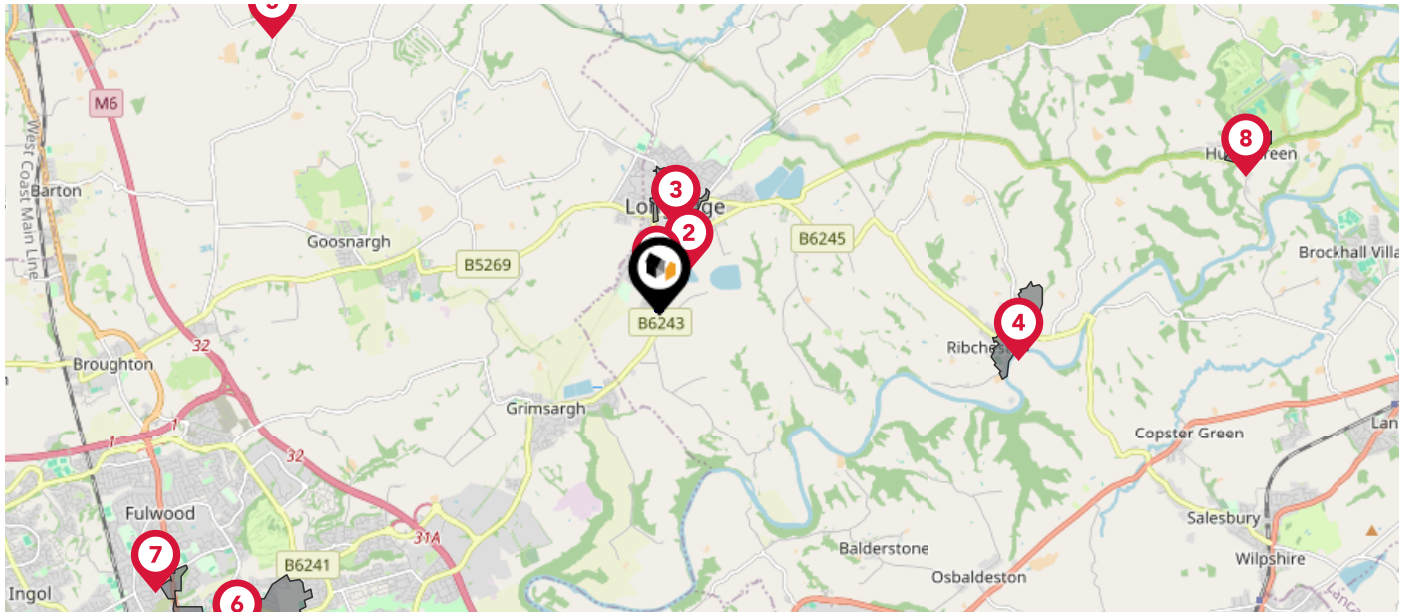 M6
West Coast Main Line
8
3
Barton
2
Goosnargh
B6245
B5269
Brockhall Villa
4
B6243
32
Broughton
Grimsargh
1
1
Copster Green
32
Fulwood
Salesbury
31A
7
Balderstone
Wilpshire
B6241
Osbaldeston
Ingol
6